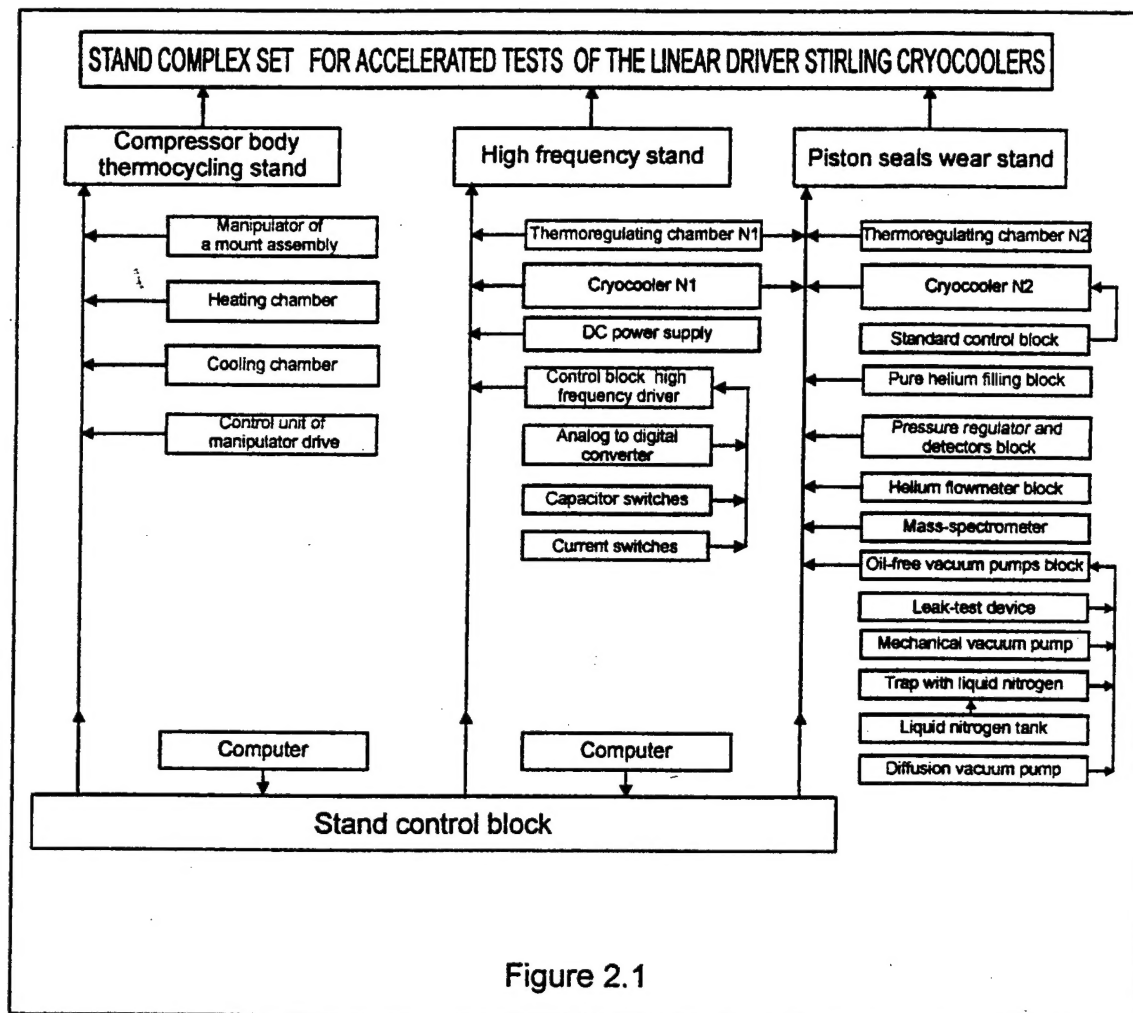 STAND COMPLEX SET FOR ACCELERATED TESTS OF THE LINEAR DRIVER STIRLING CRYOCOOLERS
Compressor body
thermocycling stand
High frequency stand
Piston seals wear stand
Manipulator of
a mount assembly
Heating chamber
Cooling chamber
Control unit of
manipulator drive
Thermoregulating chamber N1
Cryocooler N1
DC power supply
Control block high
frequency driver
Analog to digital
converter
Capacitor switches
Current switches
Thermoregulating chamber N2
Cryocooler N2
Standard control block
Pure helium filling block
Pressure regulator and
detectors block
Helium flowmeter block
Mass-spectrometer
Oil-free vacuum pumps block
Leak-test device
Mechanical vacuum pump
Trap with liquid nitrogen
Liquid nitrogen tank
Diffusion vacuum pump
Computer
Computer
Stand control block
Figure 2.1